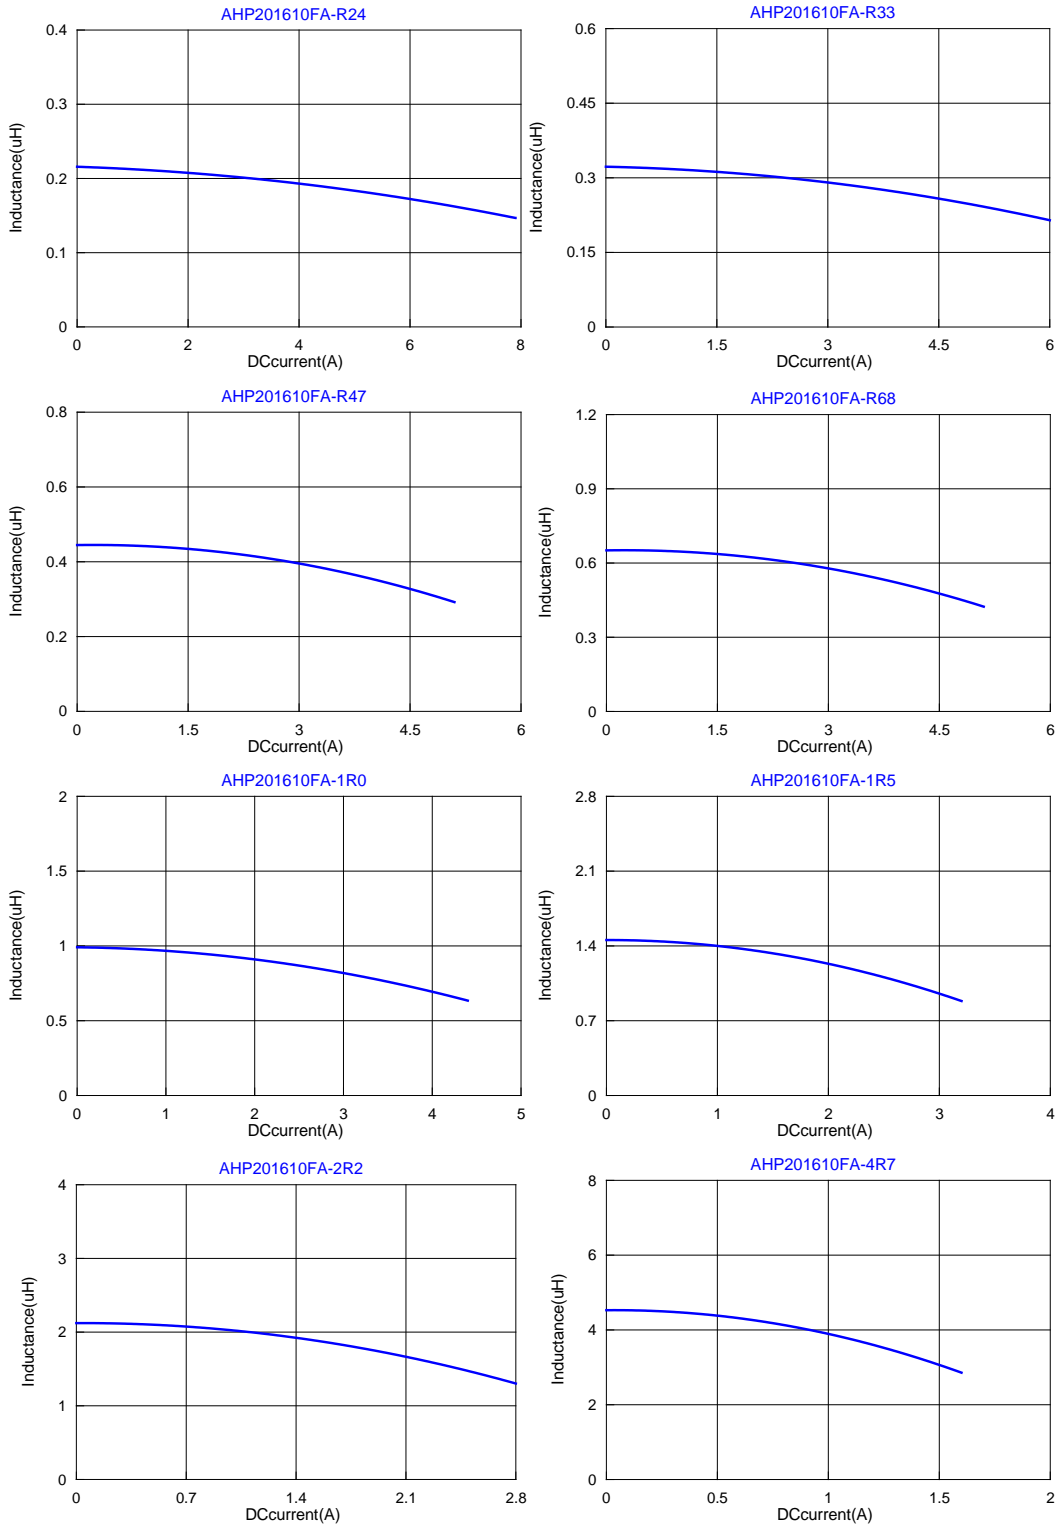 AHP201610FA-R24
0.4
0.3
0.2
0.1
0
Inductance(uH)
0 2 4 6 8
DCcurrent(A)
AHP201610FA-R33
0.6
0.45
0.3
0.15
0
Inductance(uH)
0 1.5 3 4.5 6
DCcurrent(A)
AHP201610FA-R47
0.8
0.6
0.4
0.2
0
Inductance(uH)
0 1.5 3 4.5 6
DCcurrent(A)
AHP201610FA-R68
1.2
0.9
0.6
0.3
0
Inductance(uH)
0 1.5 3 4.5 6
DCcurrent(A)
AHP201610FA-1R0
2
1.5
1
0.5
0
Inductance(uH)
0 1 2 3 4 5
DCcurrent(A)
AHP201610FA-1R5
2.8
2.1
1.4
0.7
0
Inductance(uH)
0 1 2 3 4
DCcurrent(A)
AHP201610FA-2R2
4
3
2
1
0
Inductance(uH)
0 0.7 1.4 2.1 2.8
DCcurrent(A)
AHP201610FA-4R7
8
6
4
2
0
Inductance(uH)
0 0.5 1 1.5 2
DCcurrent(A)